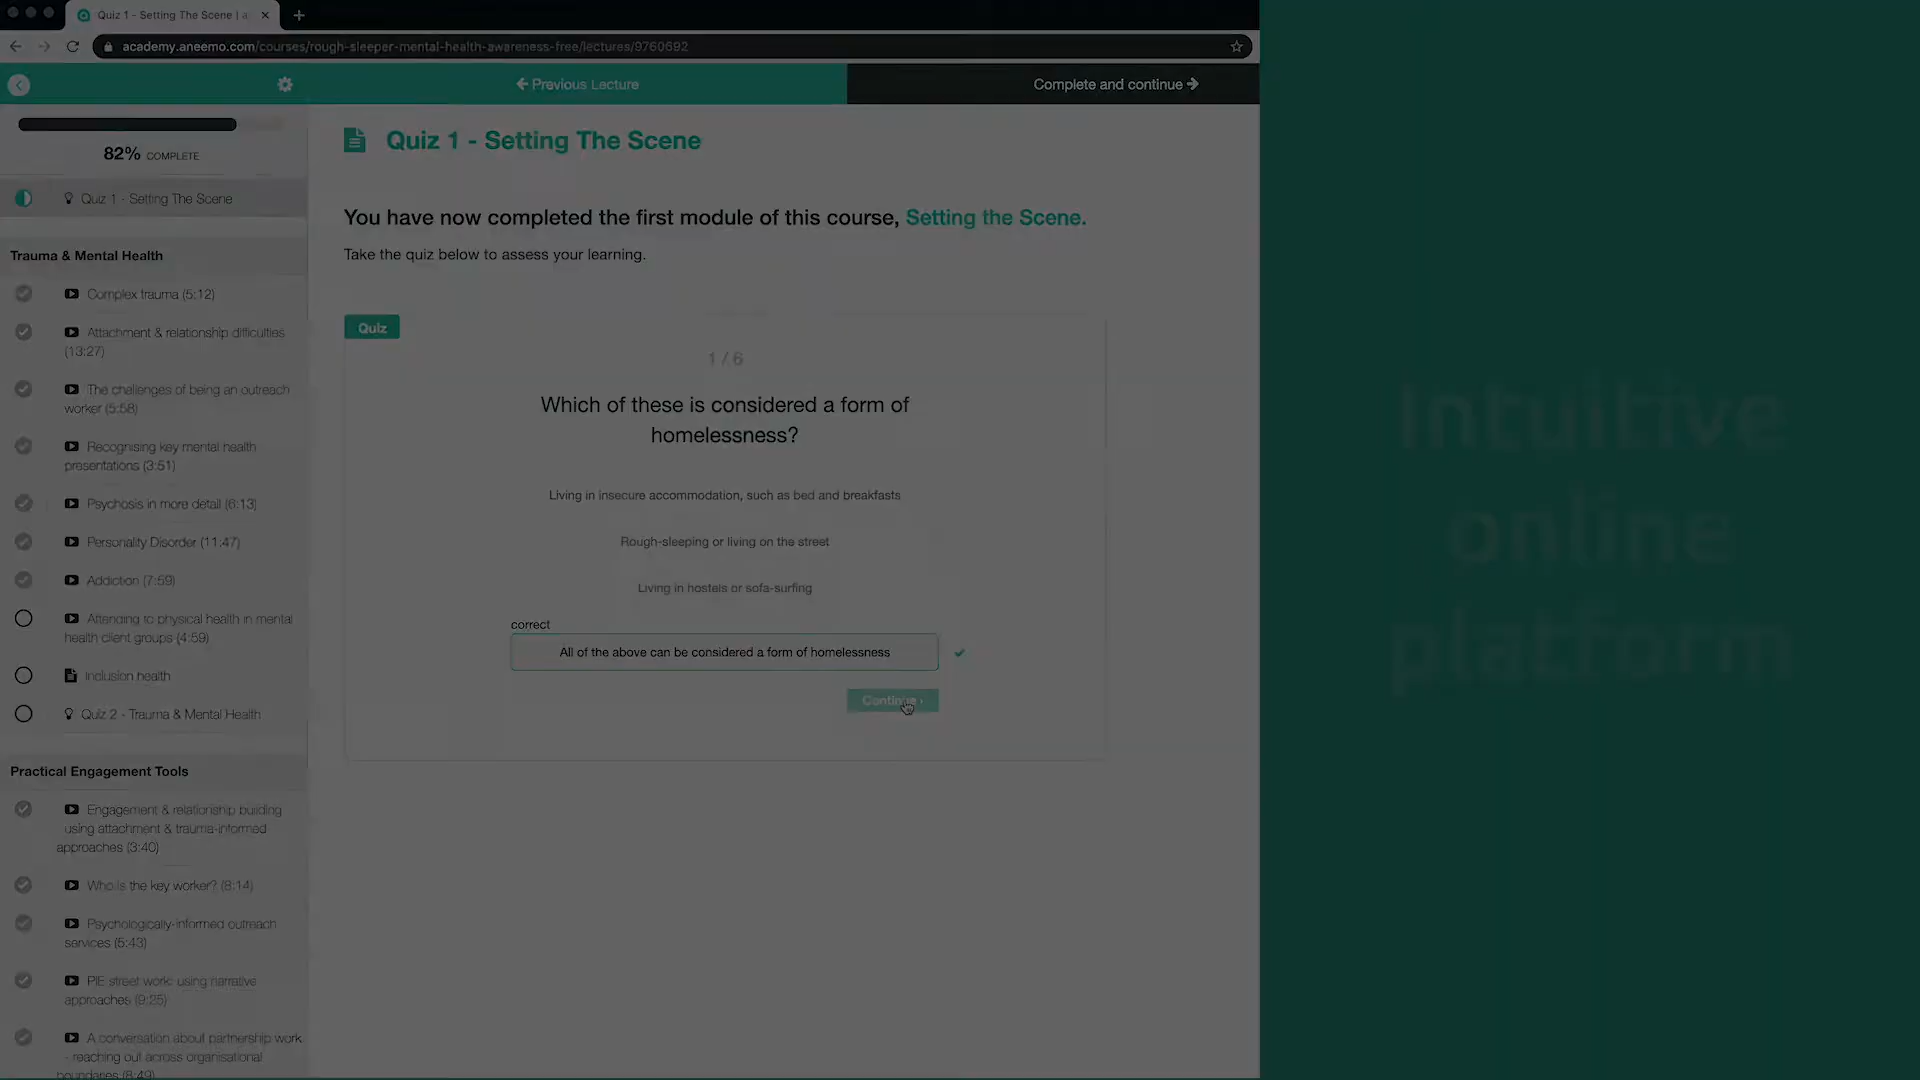 Quiz 1 - Setting The Scene | a
academy.aneemo.com/courses/rough-sleeper-mental-health-awareness-free/lectures/9760692
Previous Lecture
Complete and continue
82% COMPLETE
Quiz 1 - Setting The Scene
Trauma & Mental Health
Complex trauma (5:12)
Attachment & relationship difficulties
(13:27)
The challenges of being an outreach
worker (5:58)
Recognising key mental health
presentations (3:51)
Psychosis in more detail (6:13)
Personality Disorder (11:47)
Addiction (7:59)
Attending to physical health in mental
health client groups (4:59)
Inclusion health
Quiz 2 - Trauma & Mental Health
Practical Engagement Tools
Engagement & relationship building
using attachment & trauma-informed
approaches (3:40)
Who is the key worker? (8:14)
Psychologically-informed outreach
services (5:43)
PIE street work: using narrative
approaches (9:25)
A conversation about partnership work
- reaching out across organisational
boundaries (8:49)
Quiz 1 - Setting The Scene
You have now completed the first module of this course, Setting the Scene.
Take the quiz below to assess your learning.
Quiz
1 / 6
Which of these is considered a form of
homelessness?
Living in insecure accommodation, such as bed and breakfasts
Rough-sleeping or living on the street
Living in hostels or sofa-surfing
correct
All of the above can be considered a form of homelessness
Continue
Intuitive
online
platform